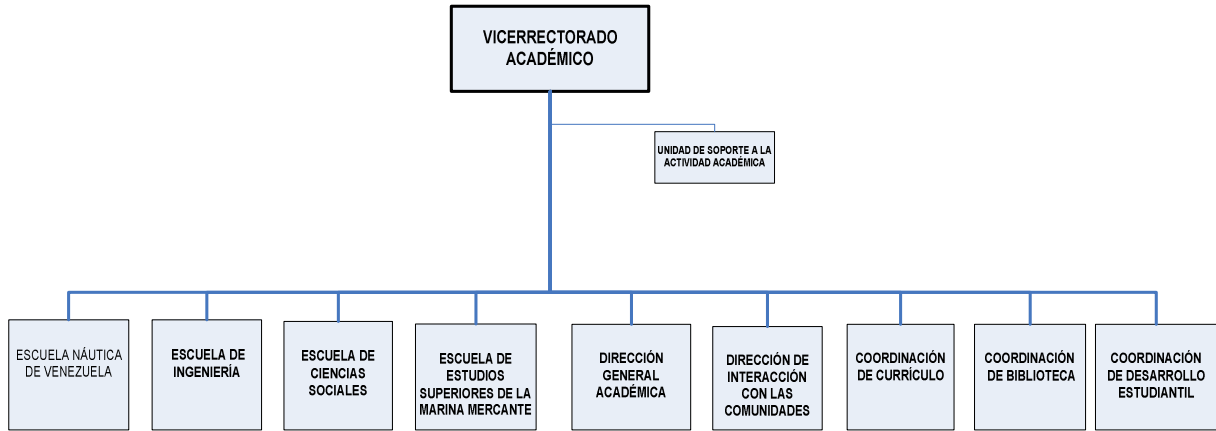 VICERRECTORADO
ACADÉMICO
UNIDAD DE SOPORTE A LA
ACTIVIDAD ACADÉMICA
ESCUELA NÁUTICA
DE VENEZUELA
ESCUELA DE
INGENIERÍA
ESCUELA DE
CIENCIAS
SOCIALES
ESCUELA DE
ESTUDIOS
SUPERIORES DE LA
MARINA MERCANTE
DIRECCIÓN
GENERAL
ACADÉMICA
DIRECCIÓN DE
INTERACCIÓN
CON LAS
COMUNIDADES
COORDINACIÓN
DE CURRÍCULO
COORDINACIÓN
DE BIBLIOTECA
COORDINACIÓN
DE DESARROLLO
ESTUDIANTIL